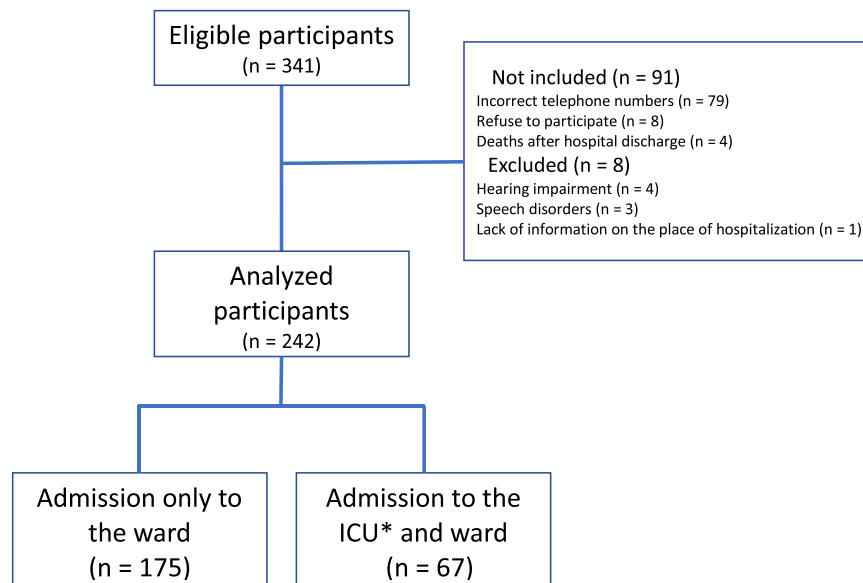 Eligible participants
(n = 341)
Not included (n = 91)
Incorrect telephone numbers (n = 79)
Refuse to participate (n = 8)
Deaths after hospital discharge (n = 4)
Excluded (n = 8)
Hearing impairment (n = 4)
Speech disorders (n = 3)
Lack of information on the place of hospitalization (n = 1)
Analyzed
participants
(n = 242)
Admission only to
the ward
(n = 175)
Admission to the
ICU* and ward
(n = 67)